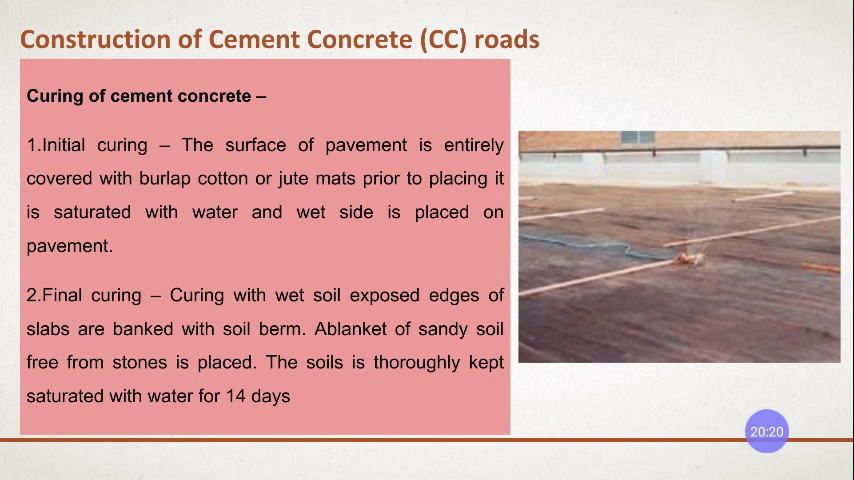 Construction of Cement Concrete (CC) roads
Curing of cement concrete –
1.Initial curing – The surface of pavement is entirely
covered with burlap cotton or jute mats prior to placing it
is saturated with water and wet side is placed on
pavement.
2.Final curing – Curing with wet soil exposed edges of
slabs are banked with soil berm. Ablanket of sandy soil
free from stones is placed. The soils is thoroughly kept
saturated with water for 14 days
20:20